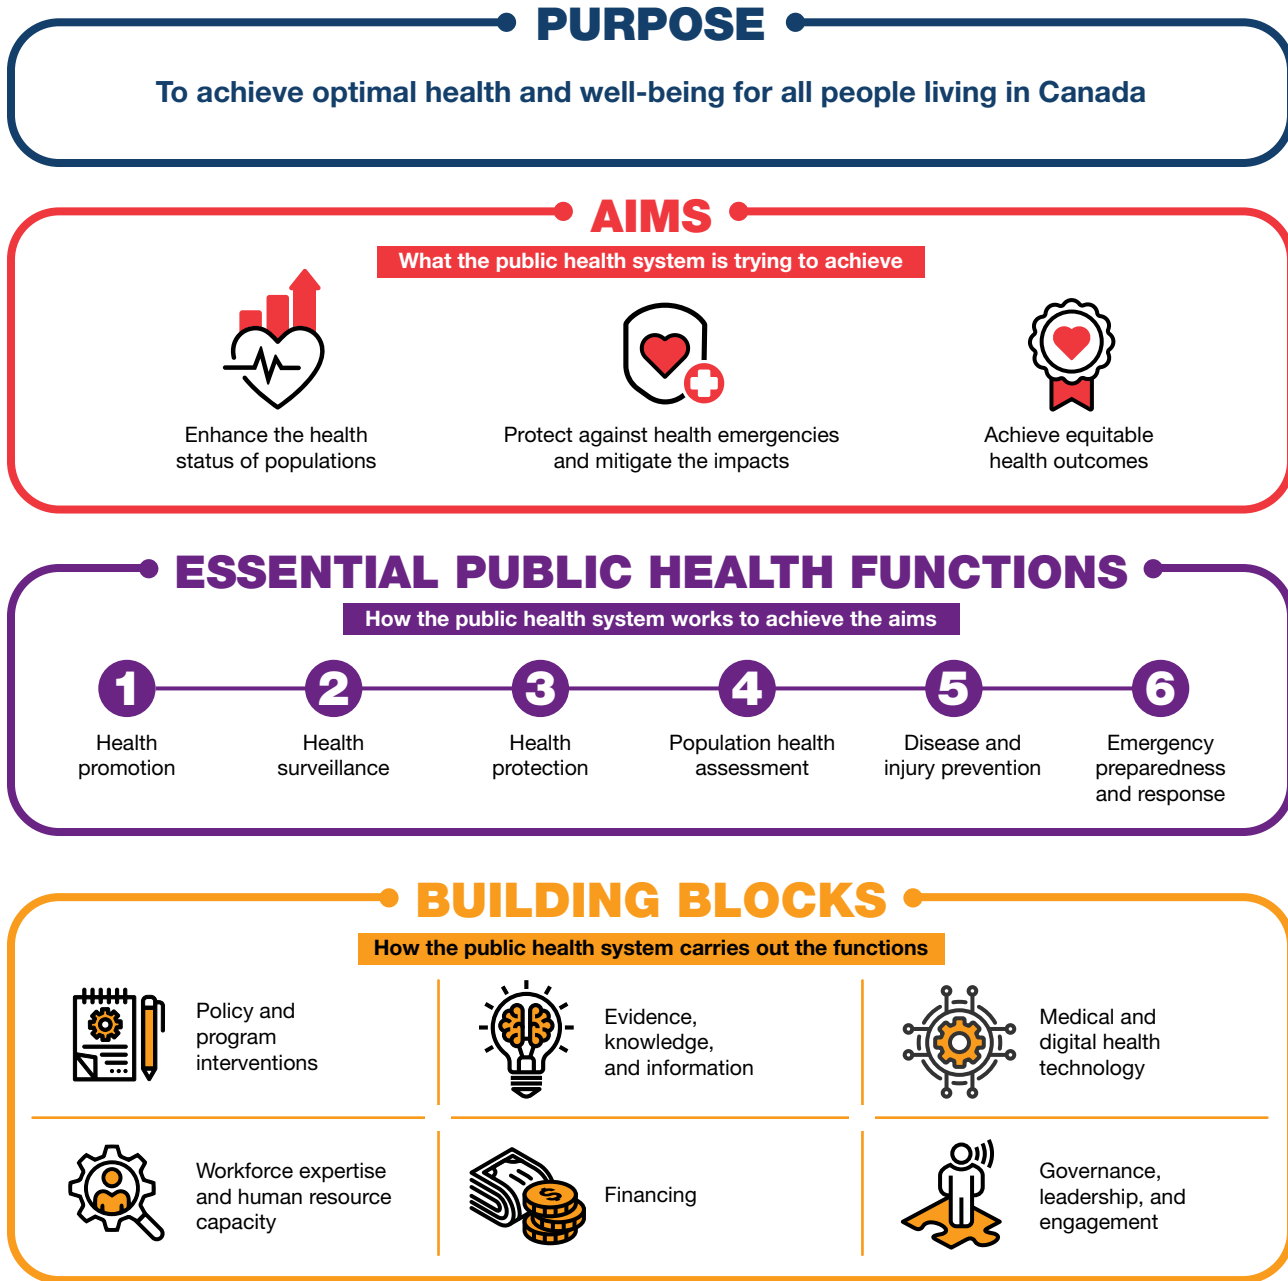 PURPOSE
To achieve optimal health and well-being for all people living in Canada
AIMS
What the public health system is trying to achieve
Enhance the health
status of populations
Protect against health emergencies
and mitigate the impacts
Achieve equitable
health outcomes
ESSENTIAL PUBLIC HEALTH FUNCTIONS
How the public health system works to achieve the aims
1
Health
promotion
2
Health
surveillance
3
Health
protection
4
Population health
assessment
5
Disease and
injury prevention
6
Emergency
preparedness
and response
BUILDING BLOCKS
How the public health system carries out the functions
Policy and
program
interventions
Evidence,
knowledge,
and information
Medical and
digital health
technology
Workforce expertise
and human resource
capacity
$
Financing
Governance,
leadership, and
engagement